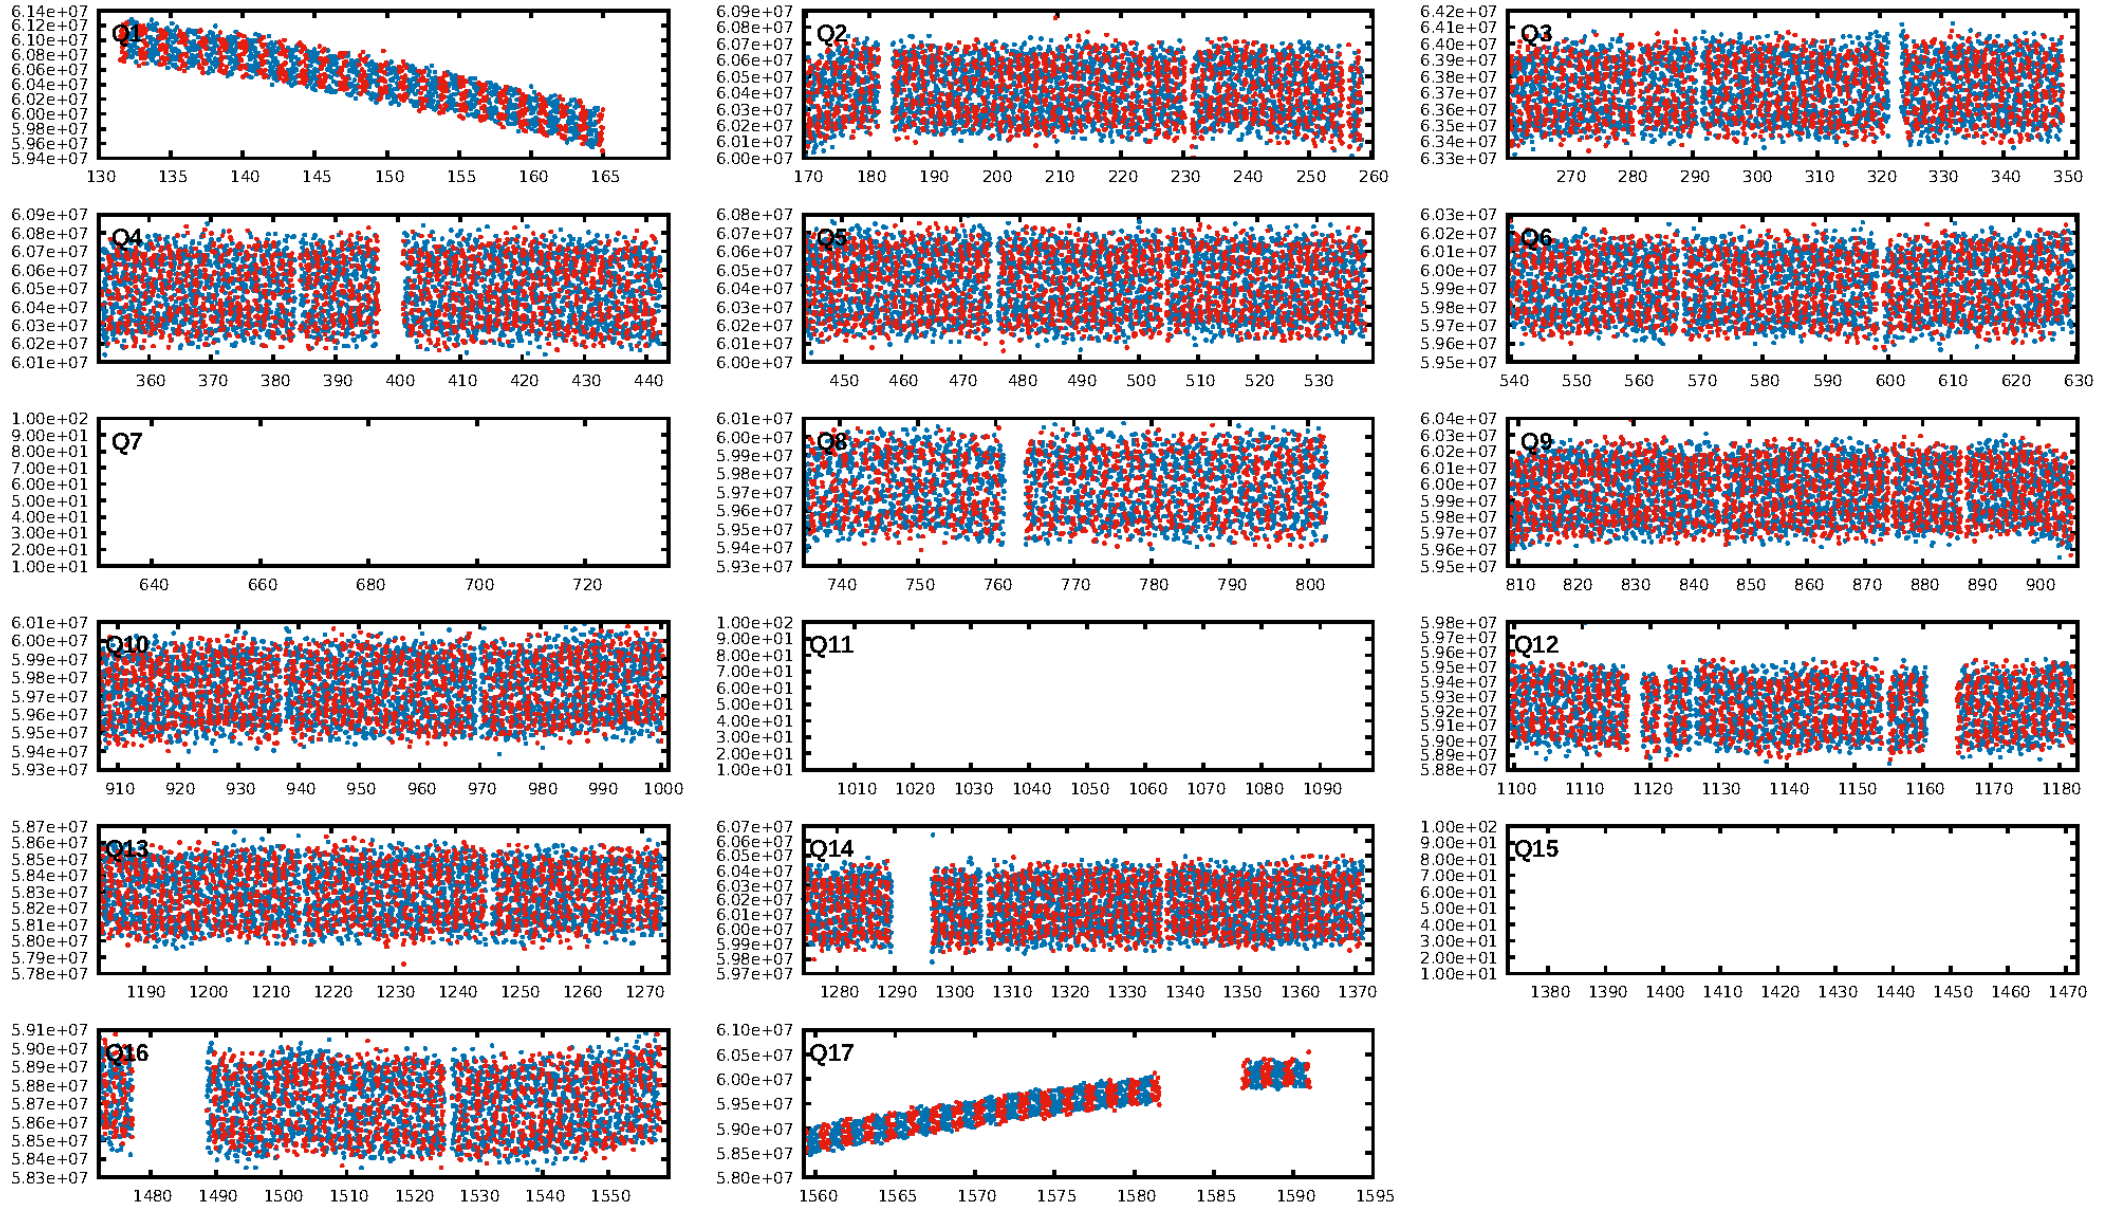 Q1
6.14e+07
6.12e+07
6.10e+07
6.08e+07
6.06e+07
6.04e+07
6.02e+07
6.00e+07
5.98e+07
5.96e+07
5.94e+07
130 135 140 145 150 155 160 165
Q2
6.09e+07
6.08e+07
6.07e+07
6.06e+07
6.05e+07
6.04e+07
6.03e+07
6.02e+07
6.01e+07
6.00e+07
170 180 190 200 210 220 230 240 250 260
Q3
6.42e+07
6.41e+07
6.40e+07
6.39e+07
6.38e+07
6.37e+07
6.36e+07
6.35e+07
6.34e+07
6.33e+07
270 280 290 300 310 320 330 340 350
Q4
6.09e+07
6.08e+07
6.07e+07
6.06e+07
6.05e+07
6.04e+07
6.03e+07
6.02e+07
6.01e+07
360 370 380 390 400 410 420 430 440
Q5
6.08e+07
6.07e+07
6.06e+07
6.05e+07
6.04e+07
6.03e+07
6.02e+07
6.01e+07
6.00e+07
450 460 470 480 490 500 510 520 530
Q6
6.03e+07
6.02e+07
6.01e+07
6.00e+07
5.99e+07
5.98e+07
5.97e+07
5.96e+07
5.95e+07
540 550 560 570 580 590 600 610 620 630
Q7
1.00e+02
9.00e+01
8.00e+01
7.00e+01
6.00e+01
5.00e+01
4.00e+01
3.00e+01
2.00e+01
1.00e+01
640 660 680 700 720
Q8
6.01e+07
6.00e+07
5.99e+07
5.98e+07
5.97e+07
5.96e+07
5.95e+07
5.94e+07
5.93e+07
740 750 760 770 780 790 800
Q9
6.04e+07
6.03e+07
6.02e+07
6.01e+07
6.00e+07
5.99e+07
5.98e+07
5.97e+07
5.96e+07
5.95e+07
810 820 830 840 850 860 870 880 890 900
Q10
6.01e+07
6.00e+07
5.99e+07
5.98e+07
5.97e+07
5.96e+07
5.95e+07
5.94e+07
5.93e+07
910 920 930 940 950 960 970 980 990 1000
Q11
1.00e+02
9.00e+01
8.00e+01
7.00e+01
6.00e+01
5.00e+01
4.00e+01
3.00e+01
2.00e+01
1.00e+01
1010 1020 1030 1040 1050 1060 1070 1080 1090
Q12
5.98e+07
5.97e+07
5.96e+07
5.95e+07
5.94e+07
5.93e+07
5.92e+07
5.91e+07
5.90e+07
5.89e+07
5.88e+07
1100 1110 1120 1130 1140 1150 1160 1170 1180
Q13
5.87e+07
5.86e+07
5.85e+07
5.84e+07
5.83e+07
5.82e+07
5.81e+07
5.80e+07
5.79e+07
5.78e+07
1190 1200 1210 1220 1230 1240 1250 1260 1270
Q14
6.07e+07
6.06e+07
6.05e+07
6.04e+07
6.03e+07
6.02e+07
6.01e+07
6.00e+07
5.99e+07
5.98e+07
5.97e+07
1280 1290 1300 1310 1320 1330 1340 1350 1360 1370
Q15
1.00e+02
9.00e+01
8.00e+01
7.00e+01
6.00e+01
5.00e+01
4.00e+01
3.00e+01
2.00e+01
1.00e+01
1380 1390 1400 1410 1420 1430 1440 1450 1460 1470
Q16
5.91e+07
5.90e+07
5.89e+07
5.88e+07
5.87e+07
5.86e+07
5.85e+07
5.84e+07
5.83e+07
1480 1490 1500 1510 1520 1530 1540 1550
Q17
6.10e+07
6.05e+07
6.00e+07
5.95e+07
5.90e+07
5.85e+07
5.80e+07
1560 1565 1570 1575 1580 1585 1590 1595